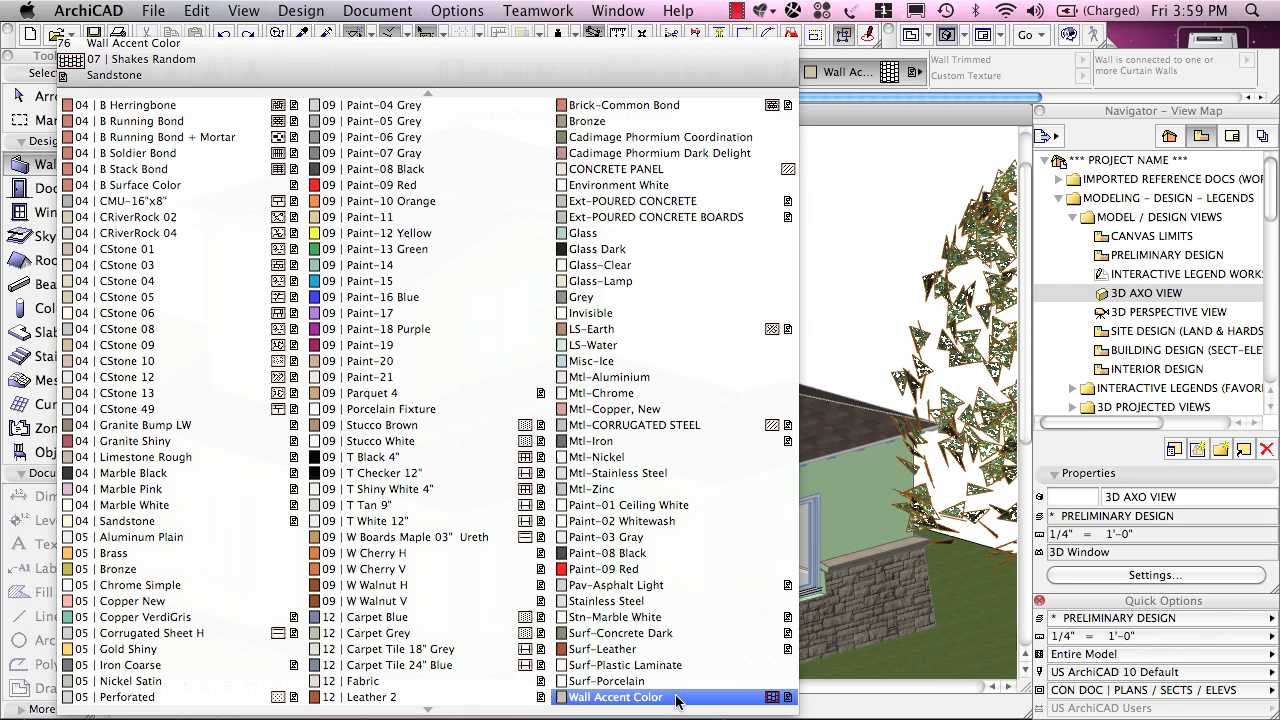 ArchiCAD File Edit View Design Document Options Teamwork Window Help (Charged) Fri 3:59 PM
Go
76 Wall Accent Color
07 | Shakes Random
Sandstone
Wall Ac...
Wall Trimmed
Custom Texture
Wall is connected to one or
more Curtain Walls
04 | B Herringbone
04 | B Running Bond
04 | B Running Bond + Mortar
04 | B Soldier Bond
04 | B Stack Bond
04 | B Surface Color
04 | CMU-16"x8"
04 | CRiverRock 02
04 | CRiverRock 04
04 | CStone 01
04 | CStone 03
04 | CStone 04
04 | CStone 05
04 | CStone 06
04 | CStone 08
04 | CStone 09
04 | CStone 10
04 | CStone 12
04 | CStone 13
04 | CStone 49
04 | Granite Bump LW
04 | Granite Shiny
04 | Limestone Rough
04 | Marble Black
04 | Marble Pink
04 | Marble White
04 | Sandstone
05 | Aluminum Plain
05 | Brass
05 | Bronze
05 | Chrome Simple
05 | Copper New
05 | Copper VerdiGris
05 | Corrugated Sheet H
05 | Gold Shiny
05 | Iron Coarse
05 | Nickel Satin
05 | Perforated
09 | Paint-04 Grey
09 | Paint-05 Grey
09 | Paint-06 Grey
09 | Paint-07 Gray
09 | Paint-08 Black
09 | Paint-09 Red
09 | Paint-10 Orange
09 | Paint-11
09 | Paint-12 Yellow
09 | Paint-13 Green
09 | Paint-14
09 | Paint-15
09 | Paint-16 Blue
09 | Paint-17
09 | Paint-18 Purple
09 | Paint-19
09 | Paint-20
09 | Paint-21
09 | Parquet 4
09 | Porcelain Fixture
09 | Stucco Brown
09 | Stucco White
09 | T Black 4"
09 | T Checker 12"
09 | T Shiny White 4"
09 | T Tan 9"
09 | T White 12"
09 | W Boards Maple 03" Ureth
09 | W Cherry H
09 | W Cherry V
09 | W Walnut H
09 | W Walnut V
12 | Carpet Blue
12 | Carpet Grey
12 | Carpet Tile 18" Grey
12 | Carpet Tile 24" Blue
12 | Fabric
12 | Leather 2
Brick-Common Bond
Bronze
Cadimage Phormium Coordination
Cadimage Phormium Dark Delight
CONCRETE PANEL
Environment White
Ext-POURED CONCRETE
Ext-POURED CONCRETE BOARDS
Glass
Glass Dark
Glass-Clear
Glass-Lamp
Grey
Invisible
LS-Earth
LS-Water
Misc-Ice
Mtl-Aluminium
Mtl-Chrome
Mtl-Copper, New
Mtl-CORRUGATED STEEL
Mtl-Iron
Mtl-Nickel
Mtl-Stainless Steel
Mtl-Zinc
Paint-01 Ceiling White
Paint-02 Whitewash
Paint-03 Gray
Paint-08 Black
Paint-09 Red
Pav-Asphalt Light
Stainless Steel
Stn-Marble White
Surf-Concrete Dark
Surf-Leather
Surf-Plastic Laminate
Surf-Porcelain
Wall Accent Color
Navigator - View Map
*** PROJECT NAME ***
IMPORTED REFERENCE DOCS (WOR
MODELING - DESIGN - LEGENDS
MODEL / DESIGN VIEWS
CANVAS LIMITS
PRELIMINARY DESIGN
INTERACTIVE LEGEND WORK
3D AXO VIEW
3D PERSPECTIVE VIEW
SITE DESIGN (LAND & HARDS
BUILDING DESIGN (SECT-ELE
INTERIOR DESIGN
INTERACTIVE LEGENDS (FAVOR
3D PROJECTED VIEWS
Properties
3D AXO VIEW
* PRELIMINARY DESIGN
1/4" = 1'-0"
3D Window
Settings...
Quick Options
* PRELIMINARY DESIGN
1/4" = 1'-0"
Entire Model
US ArchiCAD 10 Default
CON DOC | PLANS / SECTS / ELEVS
US ArchiCAD Users
More